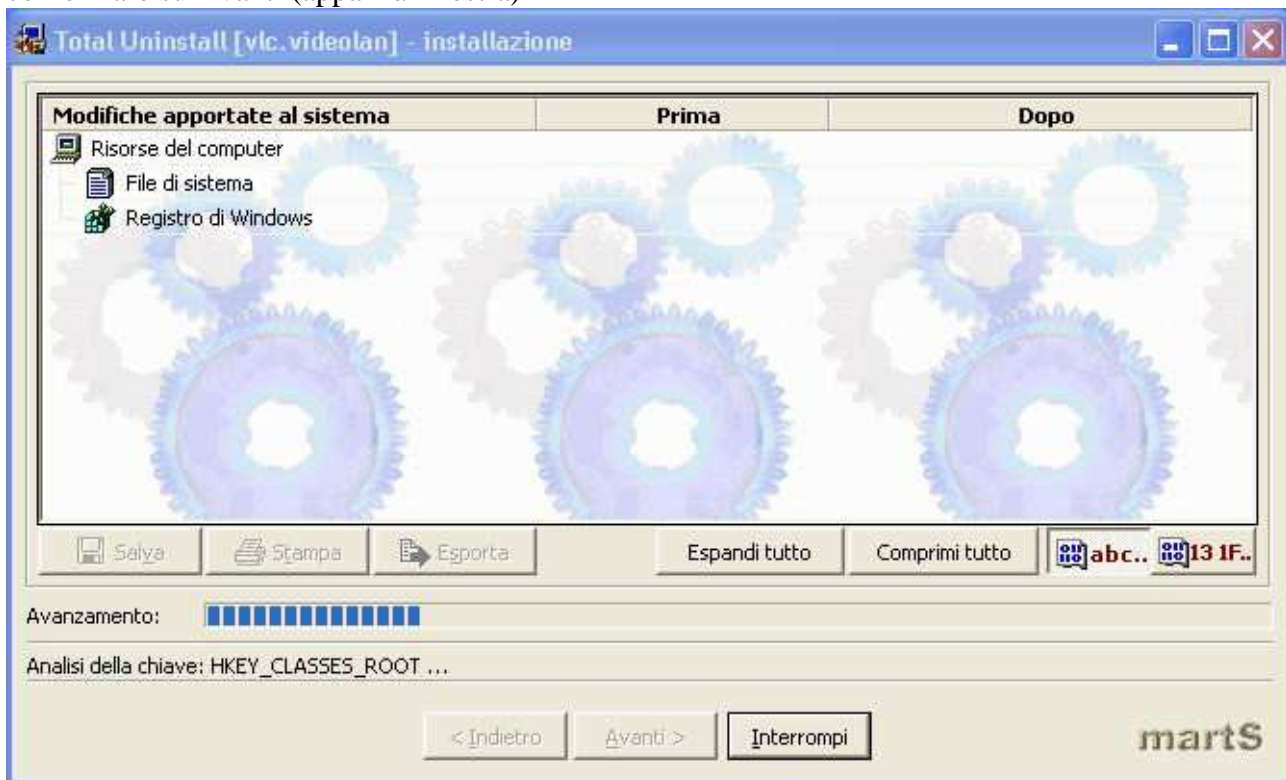 Total Uninstall [vlc.videolan] - installazione
Modifiche apportate al sistema Prima Dopo
Risorse del computer
File di sistema
Registro di Windows
Salva Stampa Esporta Espandi tutto Comprimi tutto abc.. 13 1F..
Avanzamento:
Analisi della chiave: HKEY_CLASSES_ROOT ...
< Indietro Avanti > Interrompi martS